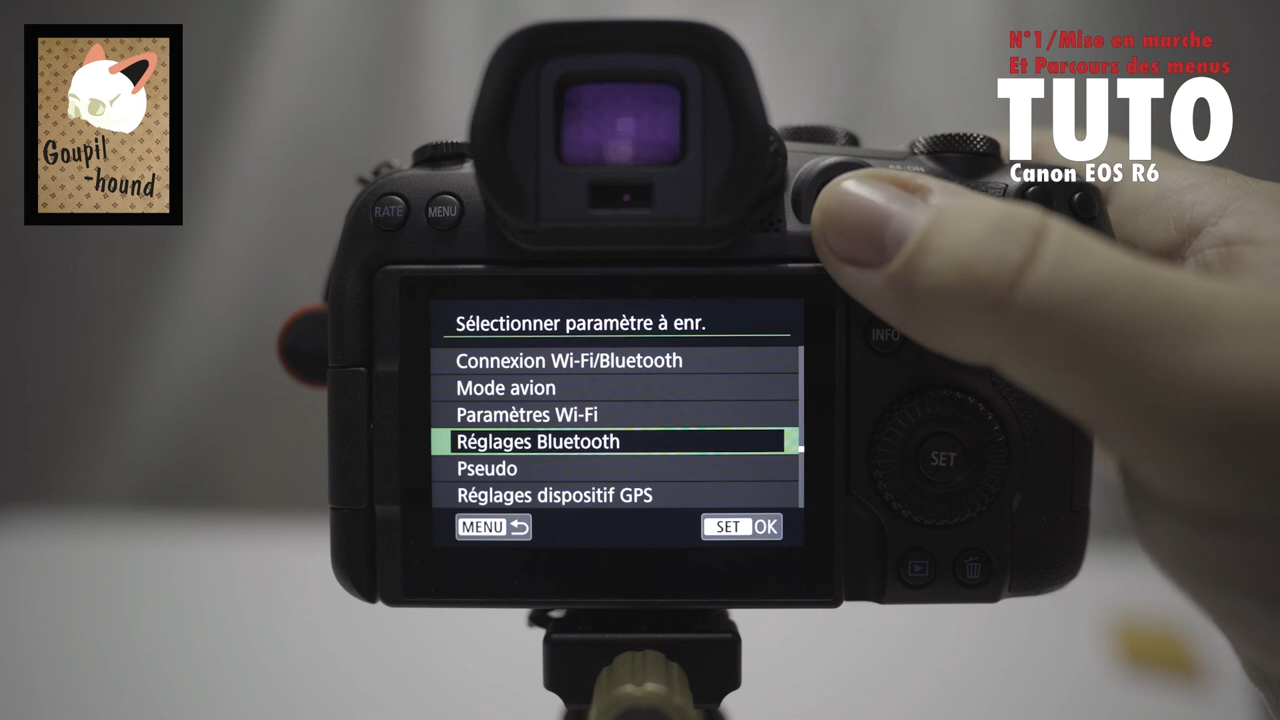 Goupil
-hound
N°1/Mise en marche
Et Parcours des menus
TUTO
Canon EOS R6
RATE
MENU
INFO
SET
Sélectionner paramètre à enr.
Connexion Wi-Fi/Bluetooth
Mode avion
Paramètres Wi-Fi
Réglages Bluetooth
Pseudo
Réglages dispositif GPS
MENU
SET OK